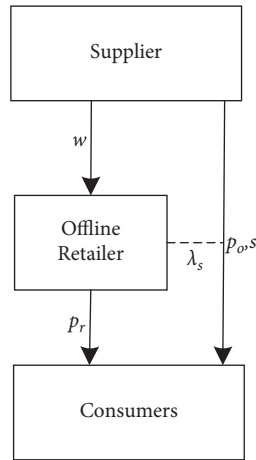 Supplier
w
Offline
Retailer
λₛ
pₒ,s
pᵣ
Consumers